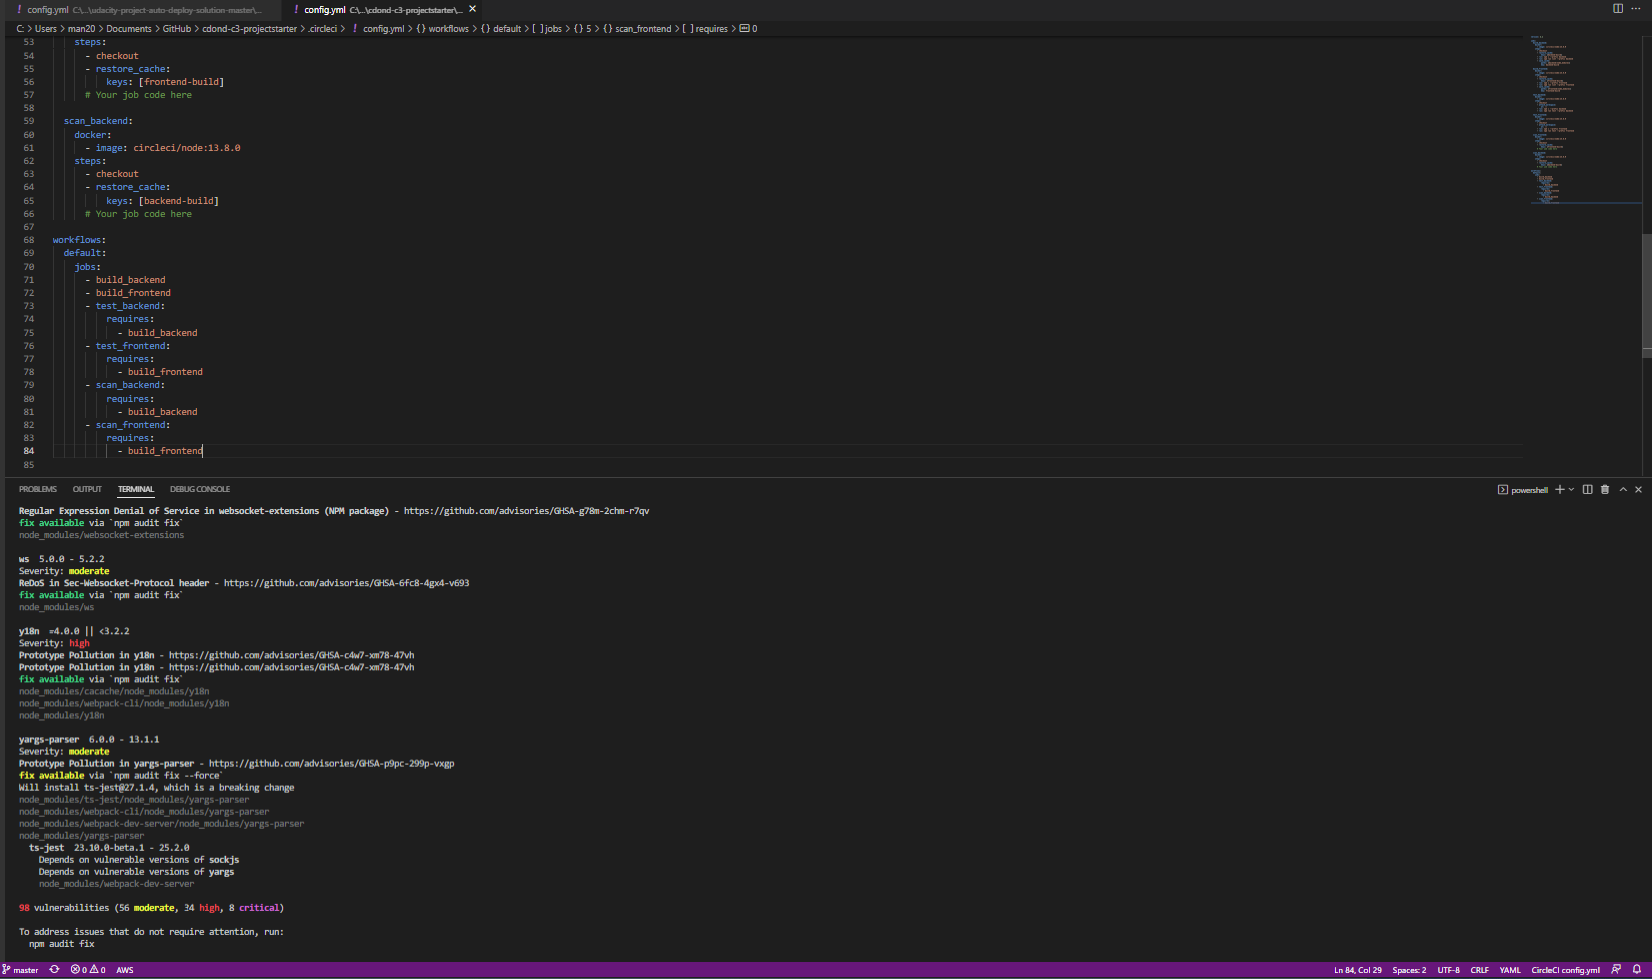 ! config.yml C:\...\udacity-project-auto-deploy-solution-master\...
! config.yml C:\...\cdond-c3-projectstarter\... ×
C: > Users > man20 > Documents > GitHub > cdond-c3-projectstarter > .circleci > ! config.yml > {} workflows > {} default > [ ] jobs > {} 5 > {} scan_frontend > [ ] requires > 0
53 steps:
54 - checkout
55 - restore_cache:
56 keys: [frontend-build]
57 # Your job code here
58
59 scan_backend:
60 docker:
61 - image: circleci/node:13.8.0
62 steps:
63 - checkout
64 - restore_cache:
65 keys: [backend-build]
66 # Your job code here
67
68 workflows:
69 default:
70 jobs:
71 - build_backend
72 - build_frontend
73 - test_backend:
74 requires:
75 - build_backend
76 - test_frontend:
77 requires:
78 - build_frontend
79 - scan_backend:
80 requires:
81 - build_backend
82 - scan_frontend:
83 requires:
84 - build_frontend
85
PROBLEMS OUTPUT TERMINAL DEBUG CONSOLE powershell
Regular Expression Denial of Service in websocket-extensions (NPM package) - https://github.com/advisories/GHSA-g78m-2chm-r7qv
fix available via `npm audit fix`
node_modules/websocket-extensions
ws 5.0.0 - 5.2.2
Severity: moderate
ReDoS in Sec-Websocket-Protocol header - https://github.com/advisories/GHSA-6fc8-4gx4-v693
fix available via `npm audit fix`
node_modules/ws
y18n =4.0.0 || <3.2.2
Severity: high
Prototype Pollution in y18n - https://github.com/advisories/GHSA-c4w7-xm78-47vh
Prototype Pollution in y18n - https://github.com/advisories/GHSA-c4w7-xm78-47vh
fix available via `npm audit fix`
node_modules/cacache/node_modules/y18n
node_modules/webpack-cli/node_modules/y18n
node_modules/y18n
yargs-parser 6.0.0 - 13.1.1
Severity: moderate
Prototype Pollution in yargs-parser - https://github.com/advisories/GHSA-p9pc-299p-vxgp
fix available via `npm audit fix --force`
Will install ts-jest@27.1.4, which is a breaking change
node_modules/ts-jest/node_modules/yargs-parser
node_modules/webpack-cli/node_modules/yargs-parser
node_modules/webpack-dev-server/node_modules/yargs-parser
node_modules/yargs-parser
ts-jest 23.10.0-beta.1 - 25.2.0
Depends on vulnerable versions of sockjs
Depends on vulnerable versions of yargs
node_modules/webpack-dev-server
98 vulnerabilities (56 moderate, 34 high, 8 critical)
To address issues that do not require attention, run:
npm audit fix
master 0 0 AWS Ln 84, Col 29 Spaces: 2 UTF-8 CRLF YAML CircleCI config.yml